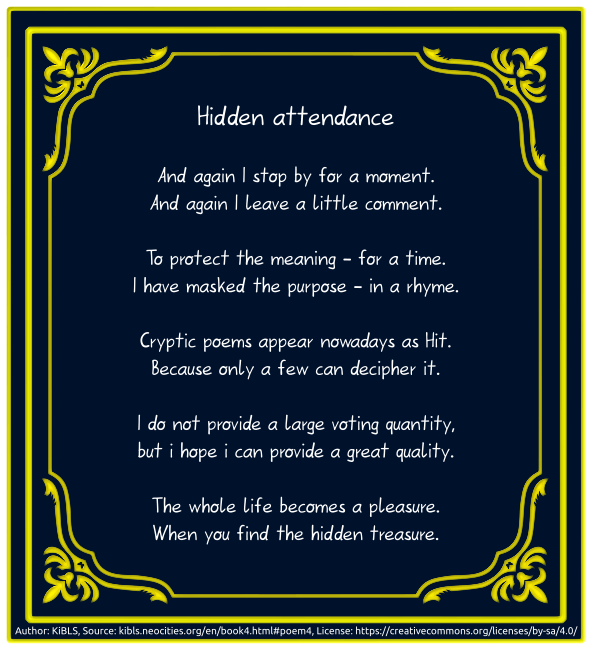 Hidden attendance
And again I stop by for a moment.
And again I leave a little comment.
To protect the meaning – for a time.
I have masked the purpose – in a rhyme.
Cryptic poems appear nowadays as Hit.
Because only a few can decipher it.
I do not provide a large voting quantity,
but i hope i can provide a great quality.
The whole life becomes a pleasure.
When you find the hidden treasure.
Author: KiBLS, Source: kibls.neocities.org/en/book4.html#poem4, License: https://creativecommons.org/licenses/by-sa/4.0/